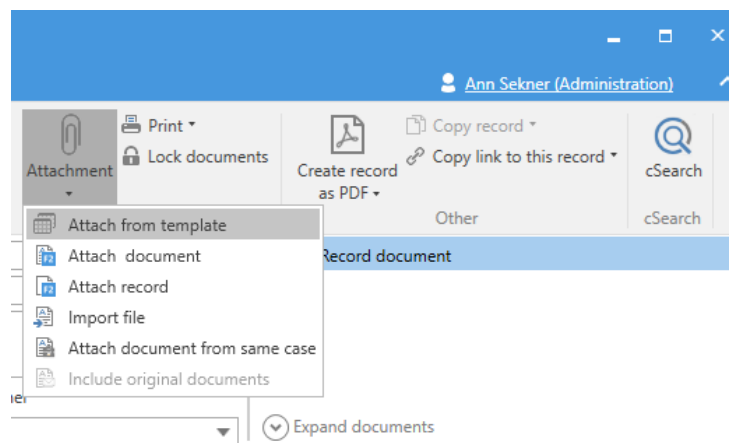 Ann Sekner (Administration)
Attachment
Print
Lock documents
Create record
as PDF
Copy record
Copy link to this record
cSearch
Other
cSearch
Attach from template
Record document
Attach  document
Attach record
Import file
Attach document from same case
Include original documents
Expand documents